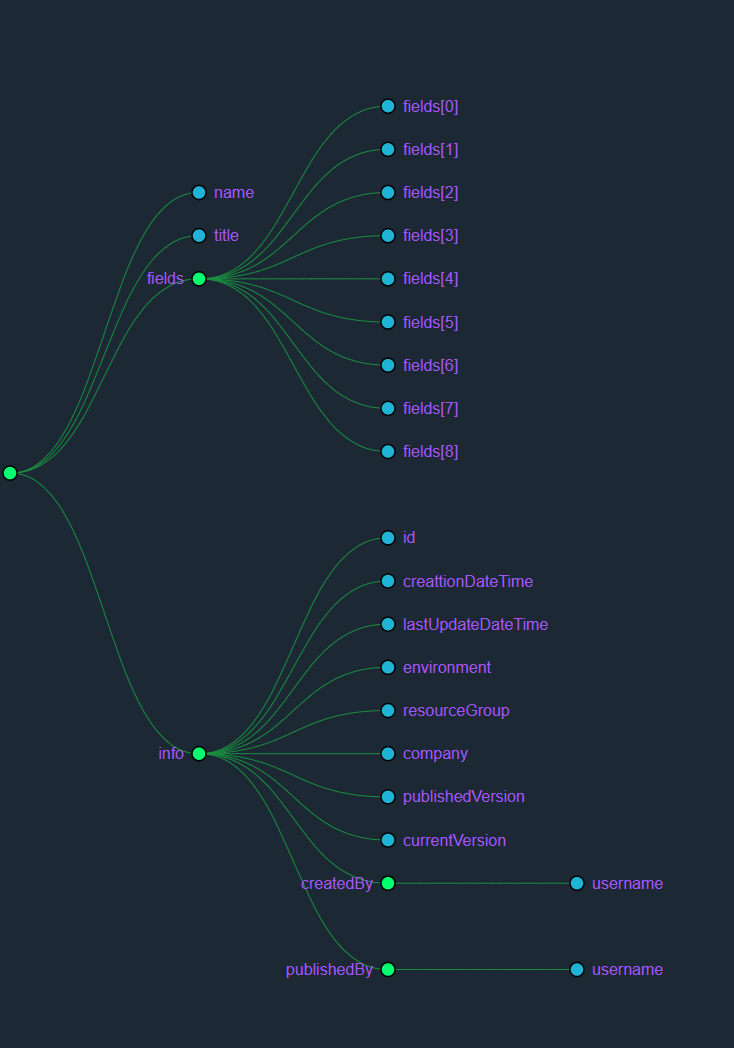 fields[0]
fields[1]
name
fields[2]
title
fields[3]
fields
fields[4]
fields[5]
fields[6]
fields[7]
fields[8]
id
creattionDateTime
lastUpdateDateTime
environment
resourceGroup
info
company
publishedVersion
currentVersion
createdBy
username
publishedBy
username